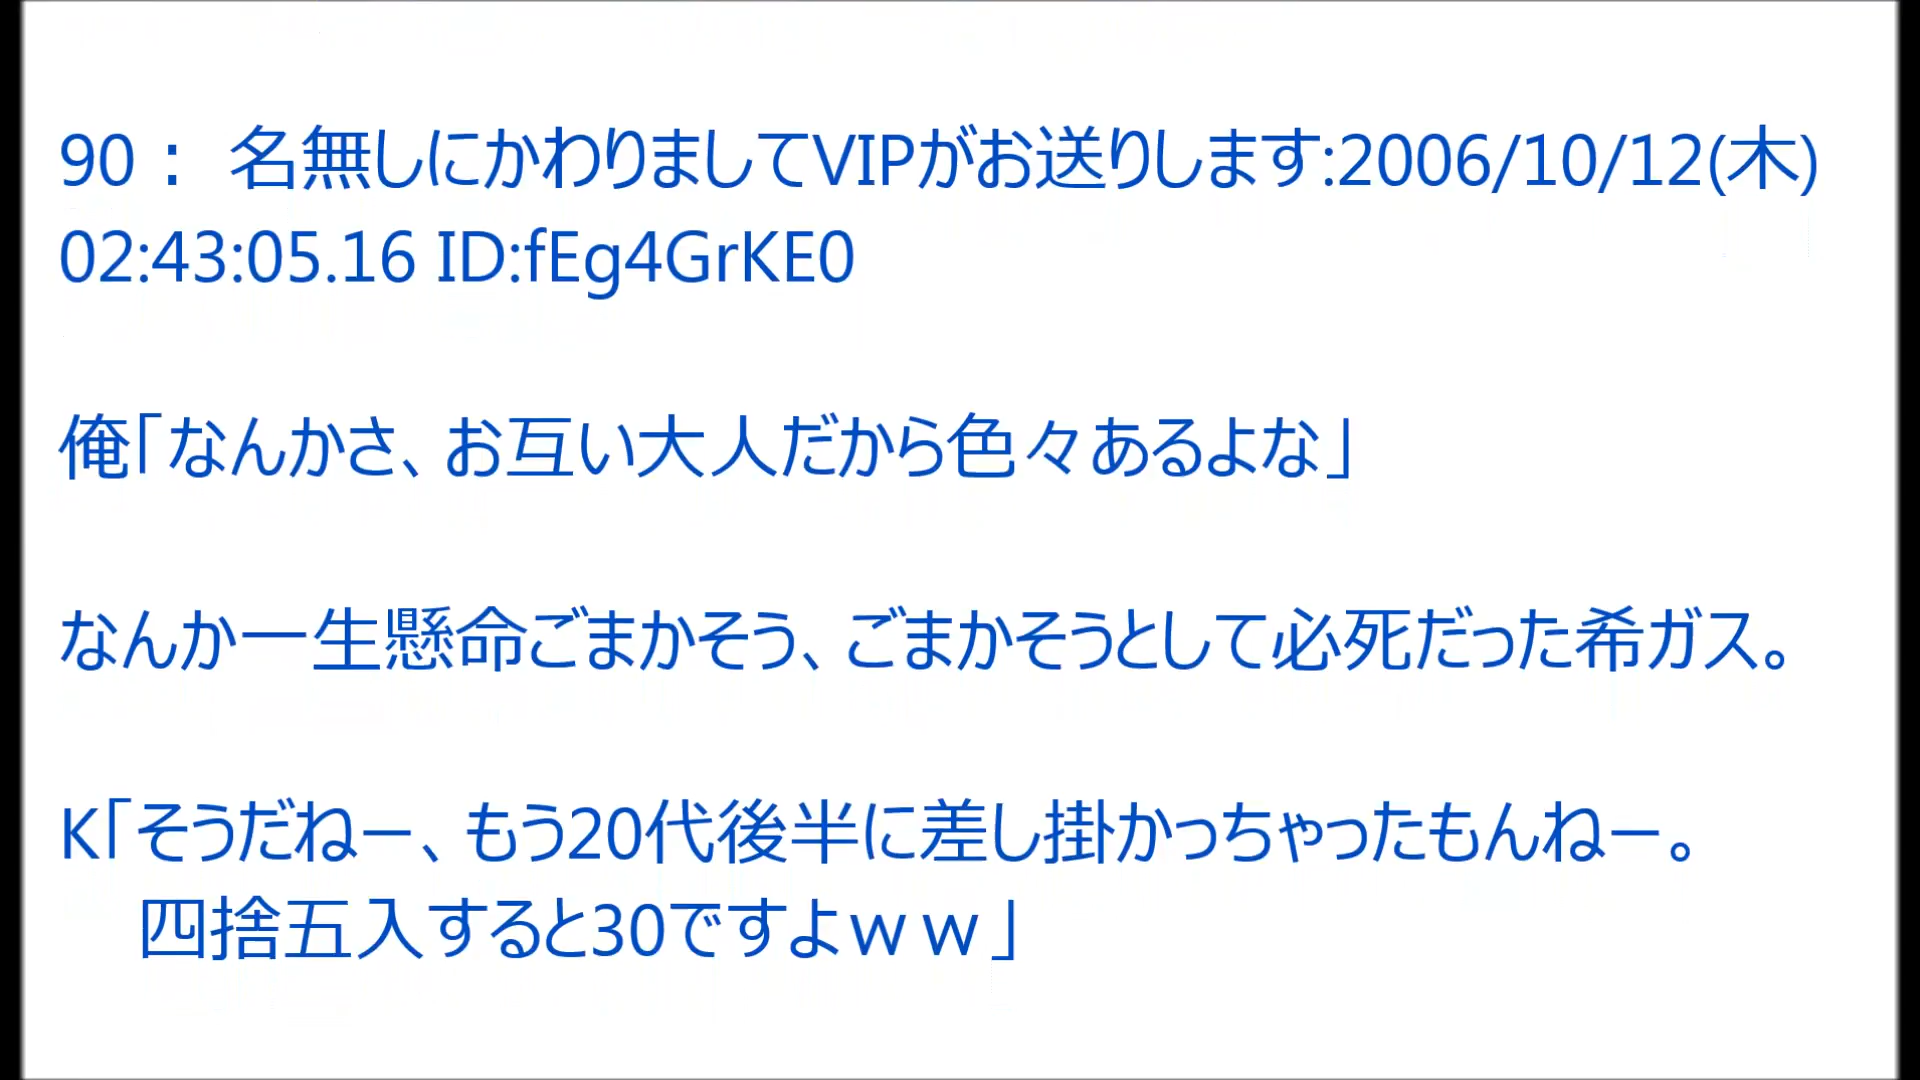 90： 名無しにかわりましてVIPがお送りします:2006/10/12(木)
02:43:05.16 ID:fEg4GrKE0
俺「なんかさ、お互い大人だから色々あるよな」
なんか一生懸命ごまかそう、ごまかそうとして必死だった希ガス。
K「そうだねー、もう20代後半に差し掛かっちゃったもんねー。
四捨五入すると30ですよｗｗ」